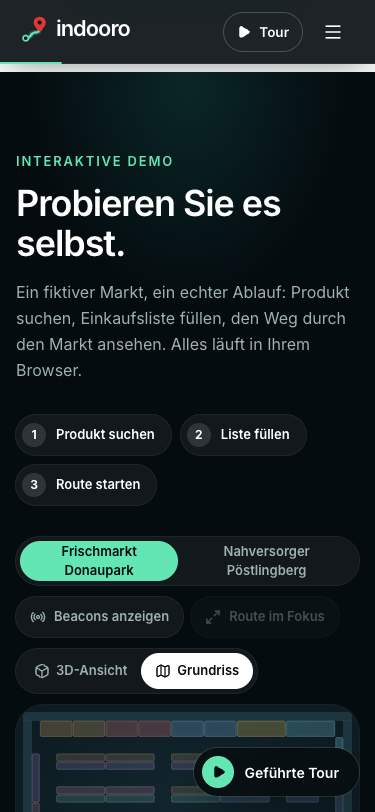 indooro
Tour
INTERAKTIVE DEMO
Probieren Sie es
selbst.
Ein fiktiver Markt, ein echter Ablauf: Produkt
suchen, Einkaufsliste füllen, den Weg durch
den Markt ansehen. Alles läuft in Ihrem
Browser.
1 Produkt suchen
2 Liste füllen
3 Route starten
Frischmarkt
Donaupark
Nahversorger
Pöstlingberg
Beacons anzeigen
Route im Fokus
3D-Ansicht
Grundriss
Geführte Tour